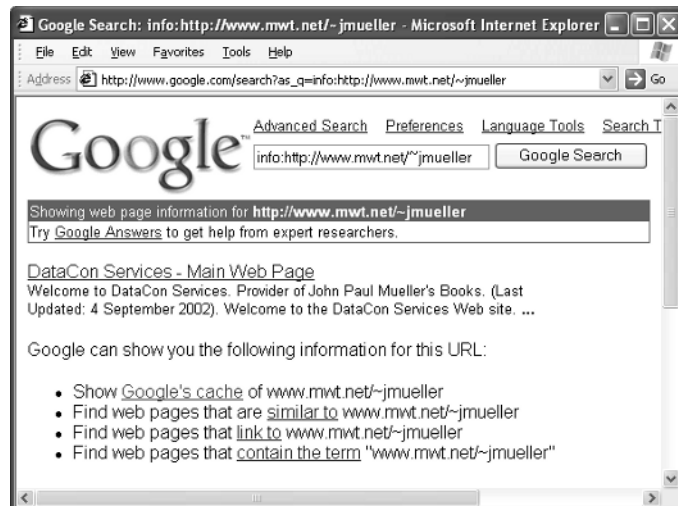 Google Search: info:http://www.mwt.net/~jmueller - Microsoft Internet Explorer
File Edit View Favorites Tools Help
Address http://www.google.com/search?as_q=info:http://www.mwt.net/~jmueller Go
Google™ Advanced Search Preferences Language Tools Search T
info:http://www.mwt.net/~jmueller Google Search
Showing web page information for http://www.mwt.net/~jmueller
Try Google Answers to get help from expert researchers.
DataCon Services - Main Web Page
Welcome to DataCon Services. Provider of John Paul Mueller's Books. (Last
Updated: 4 September 2002). Welcome to the DataCon Services Web site. ...
Google can show you the following information for this URL:
• Show Google's cache of www.mwt.net/~jmueller
• Find web pages that are similar to www.mwt.net/~jmueller
• Find web pages that link to www.mwt.net/~jmueller
• Find web pages that contain the term "www.mwt.net/~jmueller"